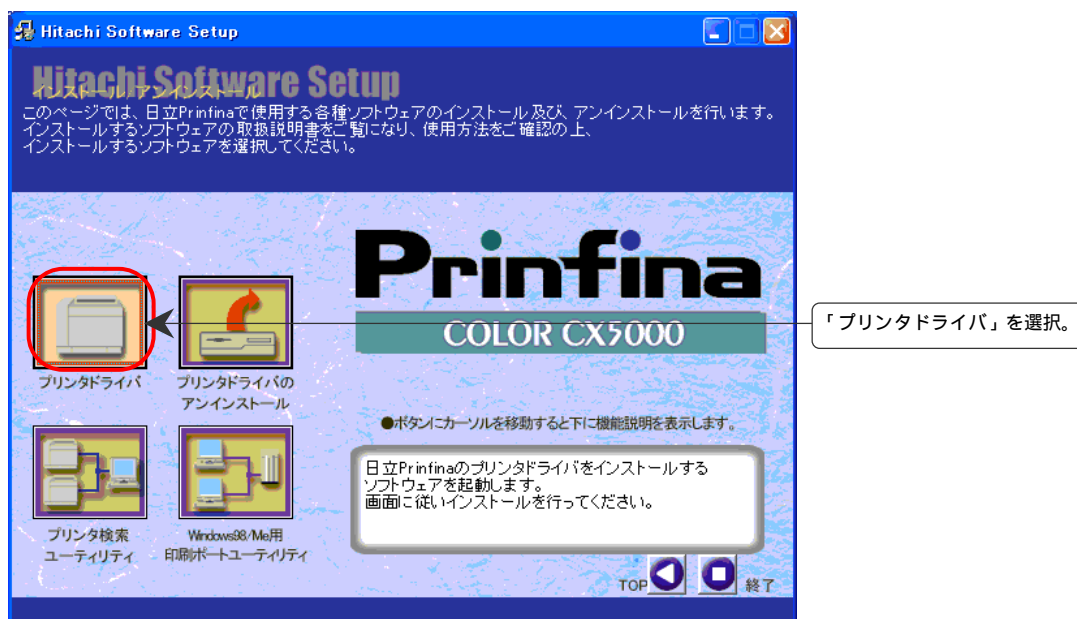 Hitachi Software Setup
Hitachi Software Setup
インストール/アンインストール
このページでは、日立Prinfinaで使用する各種ソフトウェアのインストール及び、アンインストールを行います。
インストールするソフトウェアの取扱説明書をご覧になり、使用方法をご確認の上、
インストールするソフトウェアを選択してください。
Prinfina
COLOR CX5000
「プリンタドライバ」を選択。
プリンタドライバ
プリンタドライバの
アンインストール
●ボタンにカーソルを移動すると下に機能説明を表示します。
日立Prinfinaのプリンタドライバをインストールする
ソフトウェアを起動します。
画面に従いインストールを行ってください。
プリンタ検索
ユーティリティ
Windows98/Me用
印刷ポートユーティリティ
TOP
終了